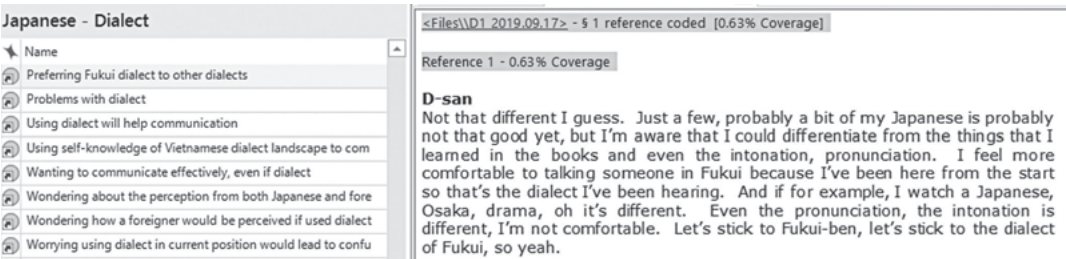 Japanese - Dialect
Name
Preferring Fukui dialect to other dialects
Problems with dialect
Using dialect will help communication
Using self-knowledge of Vietnamese dialect landscape to com
Wanting to communicate effectively, even if dialect
Wondering about the perception from both Japanese and fore
Wondering how a foreigner would be perceived if used dialect
Worrying using dialect in current position would lead to confu
<Files\\D1 2019.09.17> - § 1 reference coded [0.63% Coverage]
Reference 1 - 0.63% Coverage
D-san
Not that different I guess. Just a few, probably a bit of my Japanese is probably
not that good yet, but I'm aware that I could differentiate from the things that I
learned in the books and even the intonation, pronunciation. I feel more
comfortable to talking someone in Fukui because I've been here from the start
so that's the dialect I've been hearing. And if for example, I watch a Japanese,
Osaka, drama, oh it's different. Even the pronunciation, the intonation is
different, I'm not comfortable. Let's stick to Fukui-ben, let's stick to the dialect
of Fukui, so yeah.